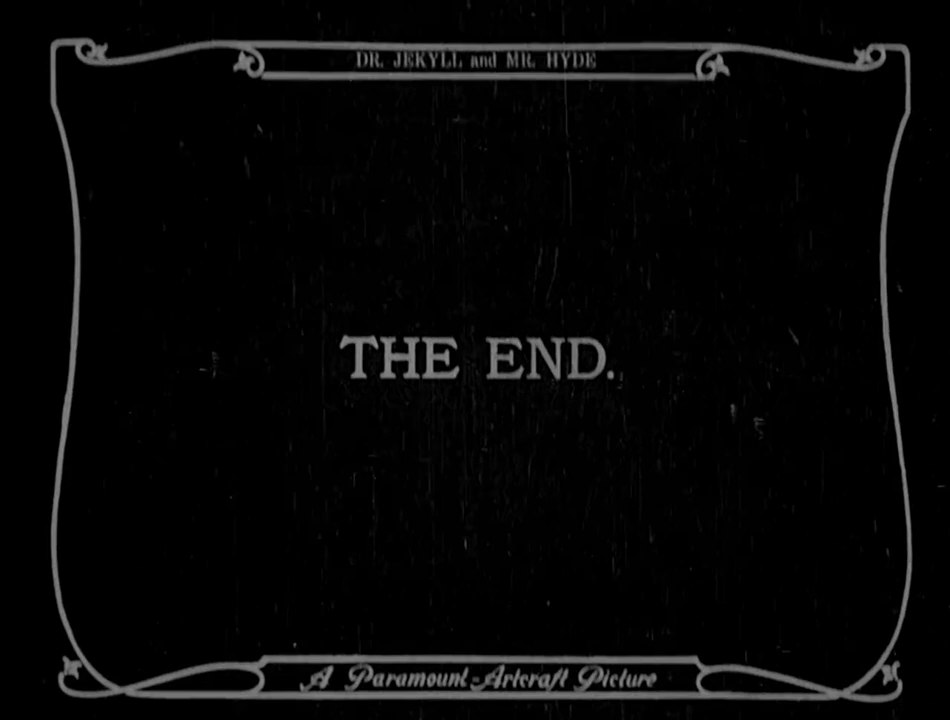 DR. JEKYLL and MR. HYDE
THE END.
A Paramount-Artcraft Picture